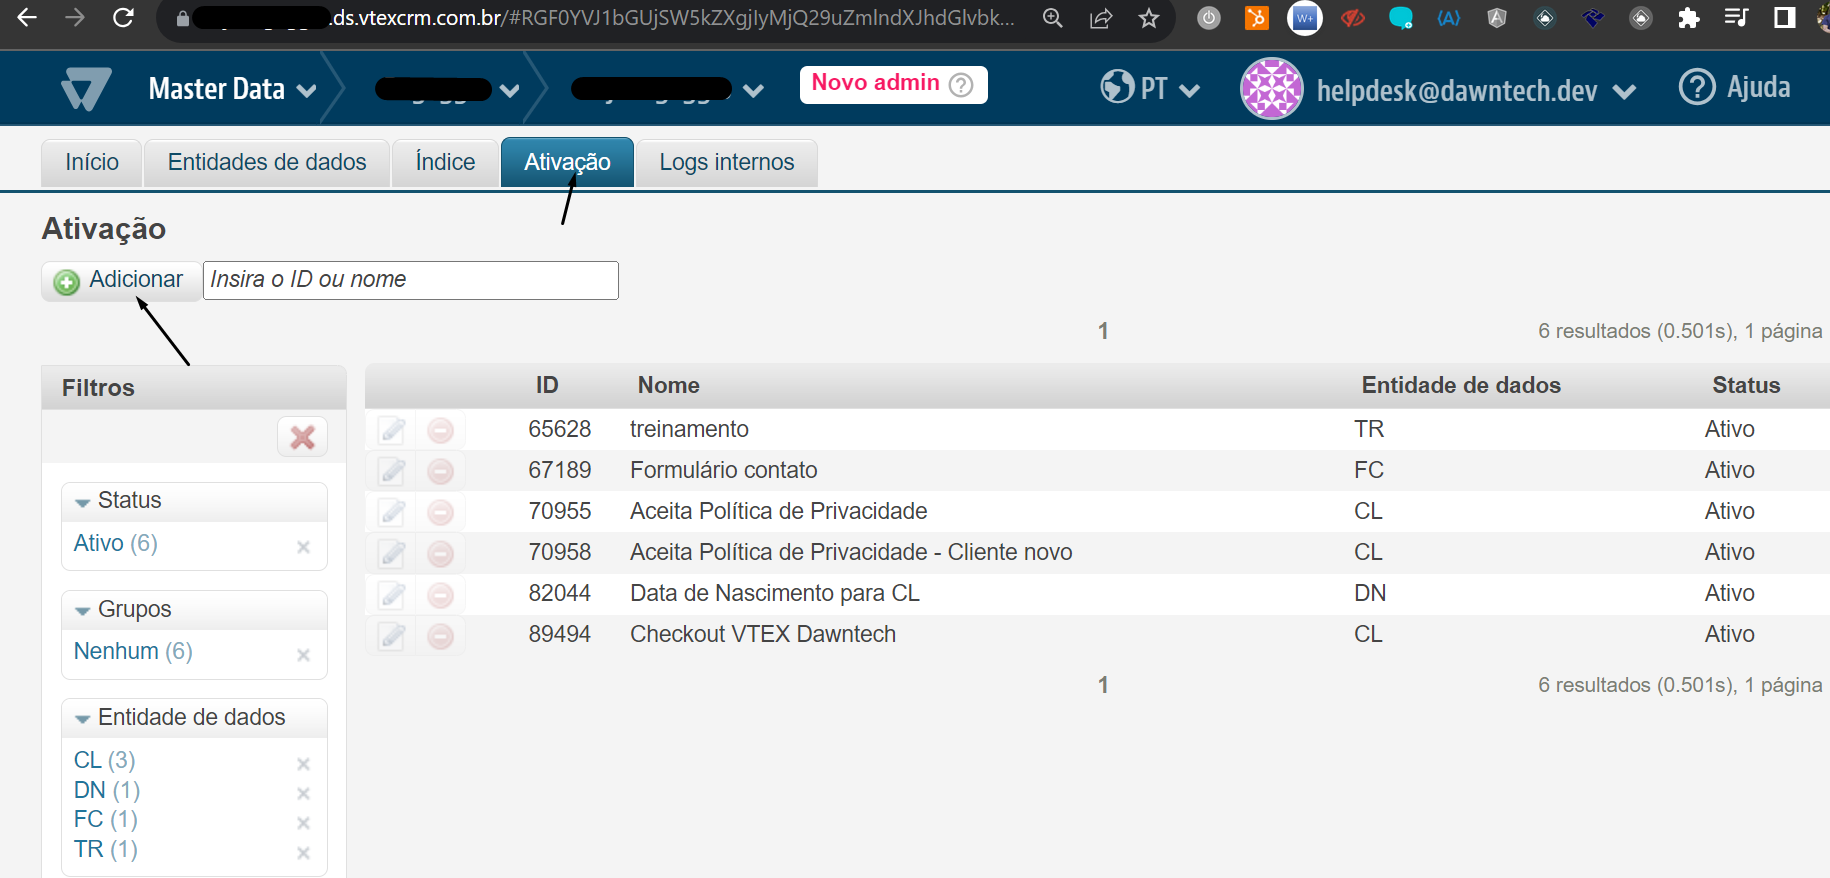 .ds.vtexcrm.com.br/#RGF0YVJ1bGUjSW5kZXgjIyMjQ29uZmlndXJhdGlvbk...
Master Data
Novo admin
PT
helpdesk@dawntech.dev
Ajuda
Início
Entidades de dados
Índice
Ativação
Logs internos
Ativação
Adicionar
Insira o ID ou nome
1
6 resultados (0.501s), 1 página
Filtros
ID Nome Entidade de dados Status
65628 treinamento TR Ativo
67189 Formulário contato FC Ativo
70955 Aceita Política de Privacidade CL Ativo
70958 Aceita Política de Privacidade - Cliente novo CL Ativo
82044 Data de Nascimento para CL DN Ativo
89494 Checkout VTEX Dawntech CL Ativo
1
6 resultados (0.501s), 1 página
Status
Ativo (6)
Grupos
Nenhum (6)
Entidade de dados
CL (3)
DN (1)
FC (1)
TR (1)